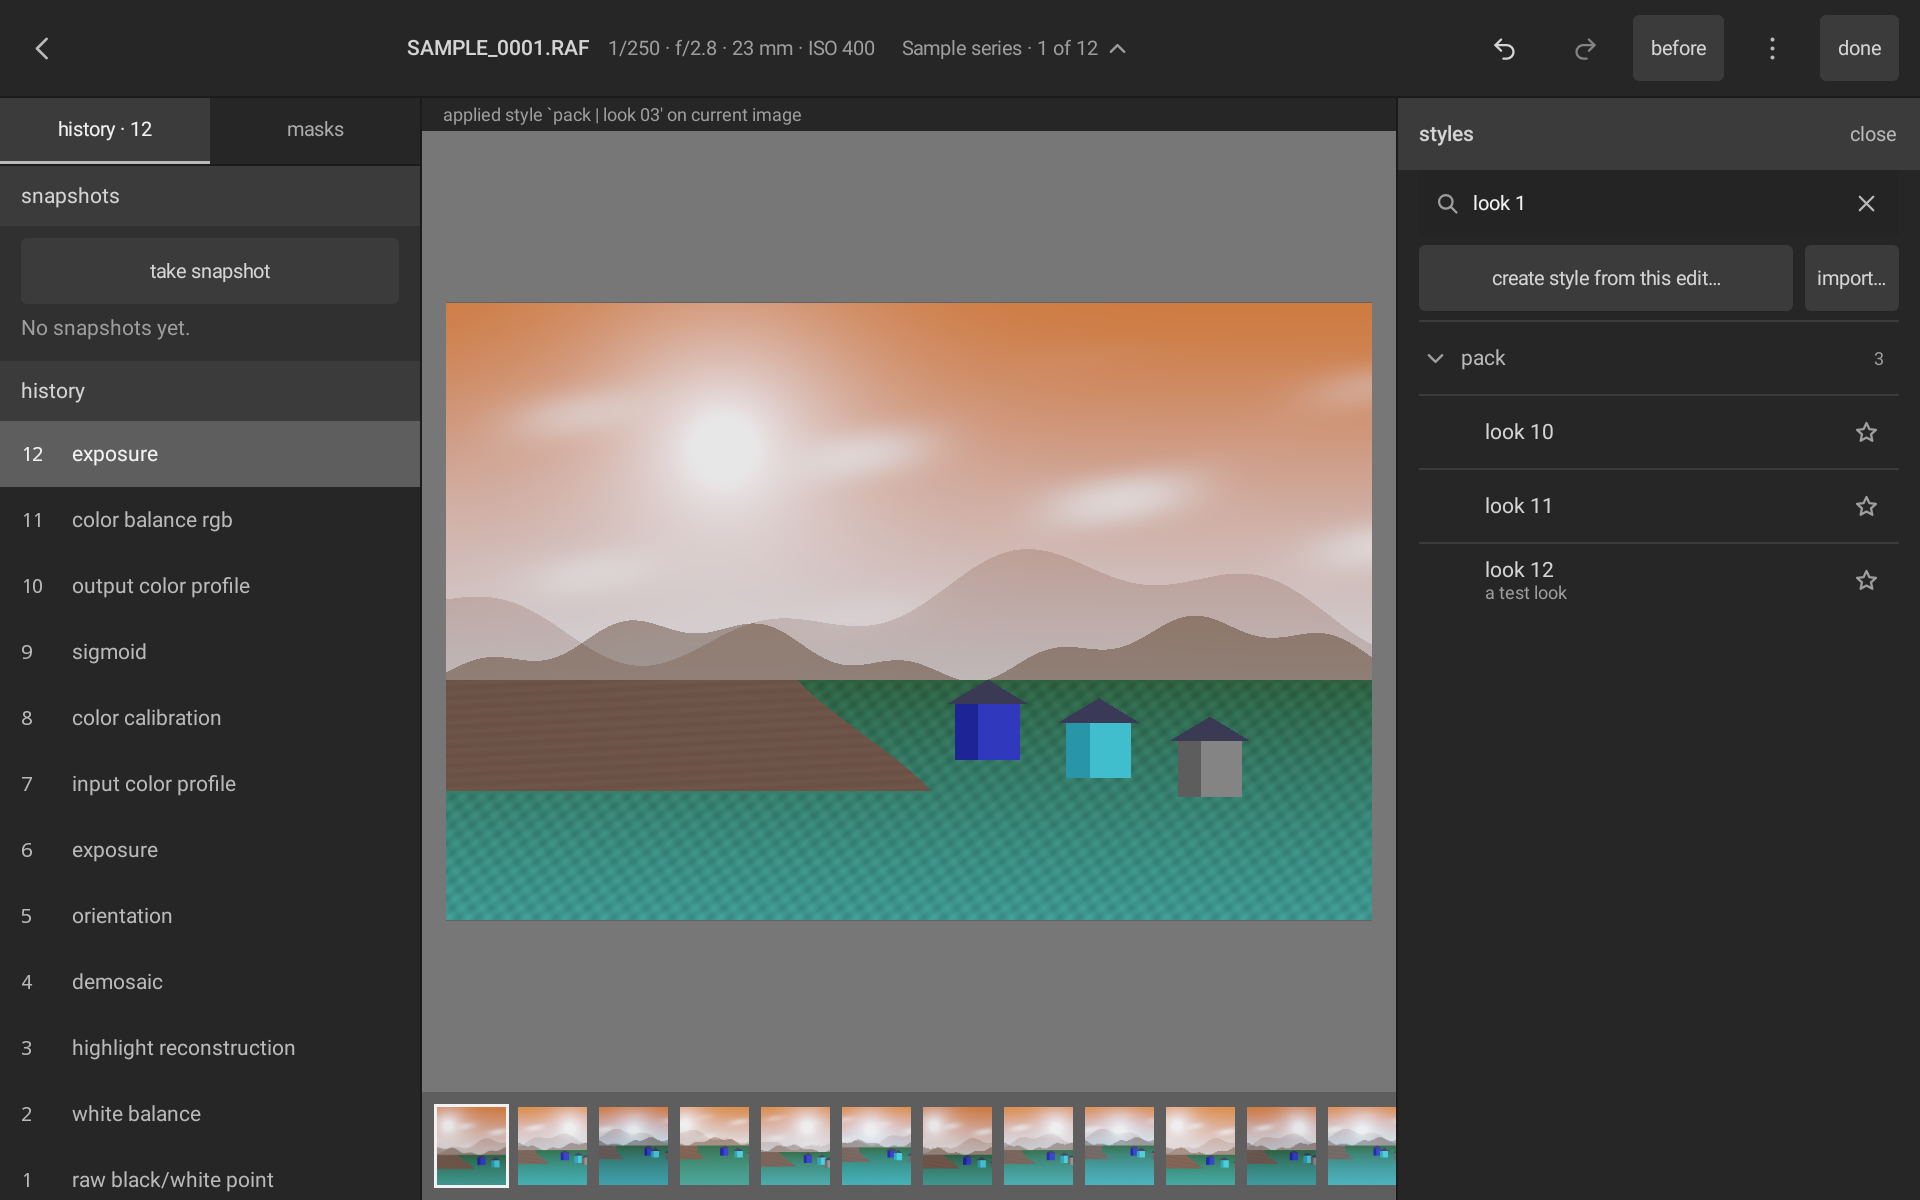 SAMPLE_0001.RAF 1/250 · f/2.8 · 23 mm · ISO 400 Sample series · 1 of 12
before
done
history · 12
masks
snapshots
take snapshot
No snapshots yet.
history
12 exposure
11 color balance rgb
10 output color profile
9 sigmoid
8 color calibration
7 input color profile
6 exposure
5 orientation
4 demosaic
3 highlight reconstruction
2 white balance
1 raw black/white point
applied style `pack | look 03' on current image
styles
close
look 1
create style from this edit...
import...
pack 3
look 10
look 11
look 12
a test look